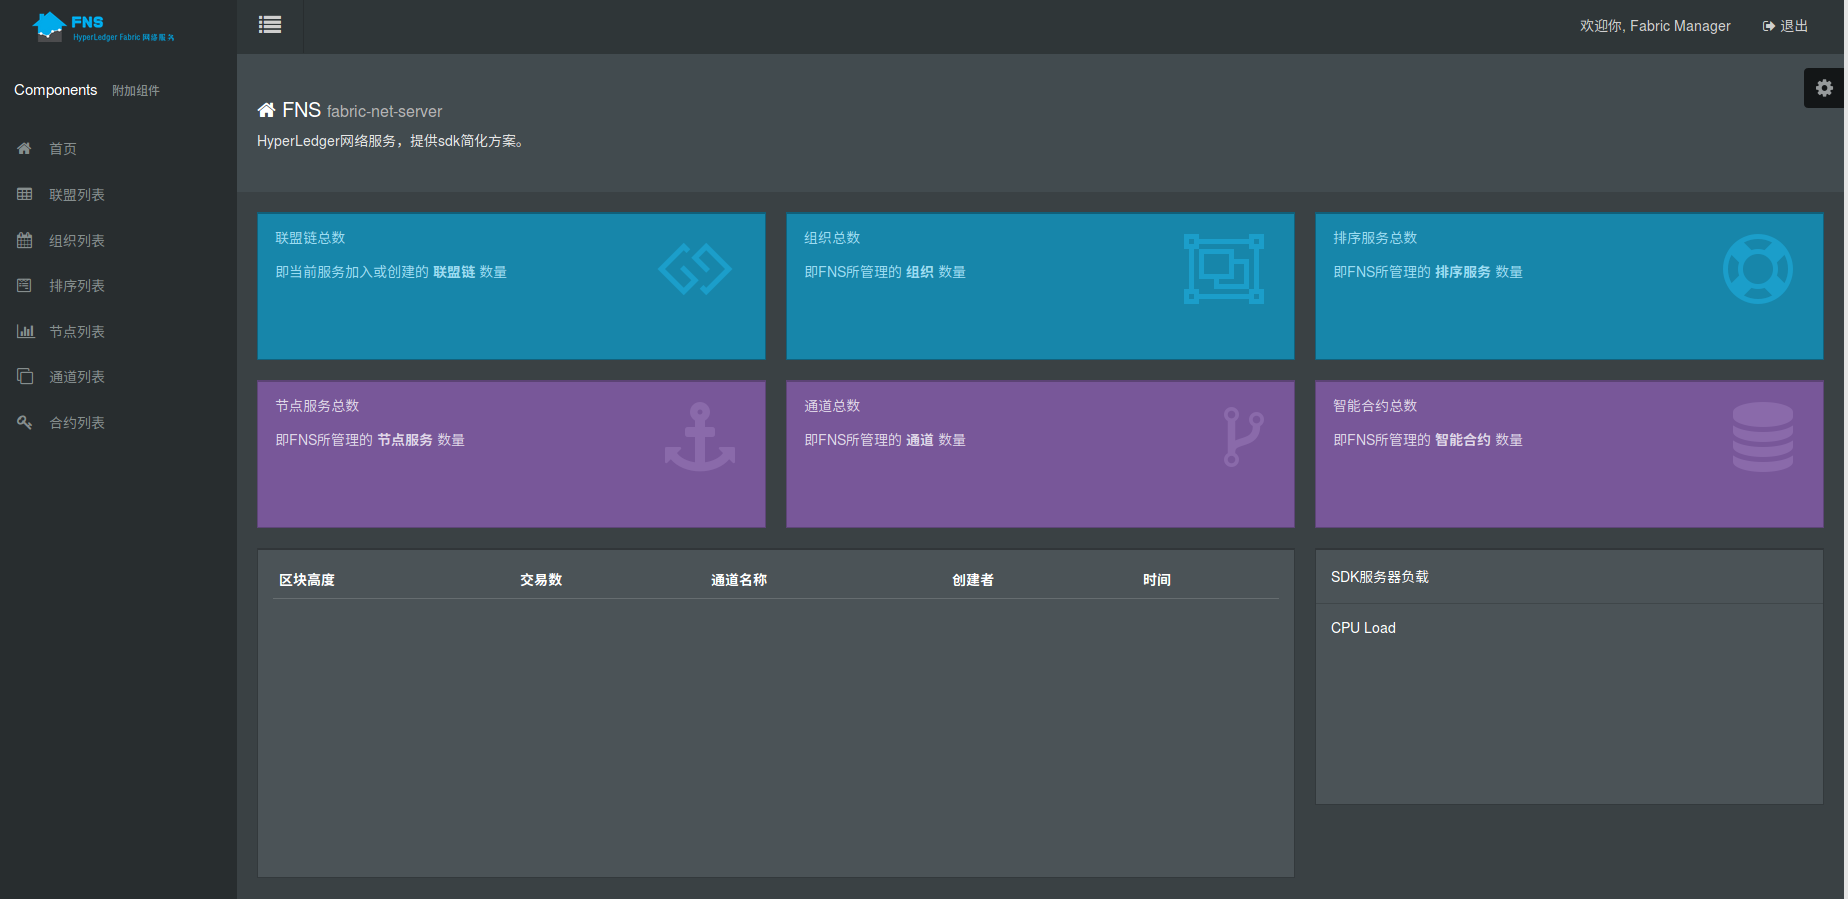 FNS
HyperLedger Fabric 网络服务
欢迎你, Fabric Manager
退出
Components 附加组件
首页
联盟列表
组织列表
排序列表
节点列表
通道列表
合约列表
FNS fabric-net-server
HyperLedger网络服务，提供sdk简化方案。
联盟链总数
即当前服务加入或创建的 联盟链 数量
组织总数
即FNS所管理的 组织 数量
排序服务总数
即FNS所管理的 排序服务 数量
节点服务总数
即FNS所管理的 节点服务 数量
通道总数
即FNS所管理的 通道 数量
智能合约总数
即FNS所管理的 智能合约 数量
区块高度 交易数 通道名称 创建者 时间
SDK服务器负载
CPU Load